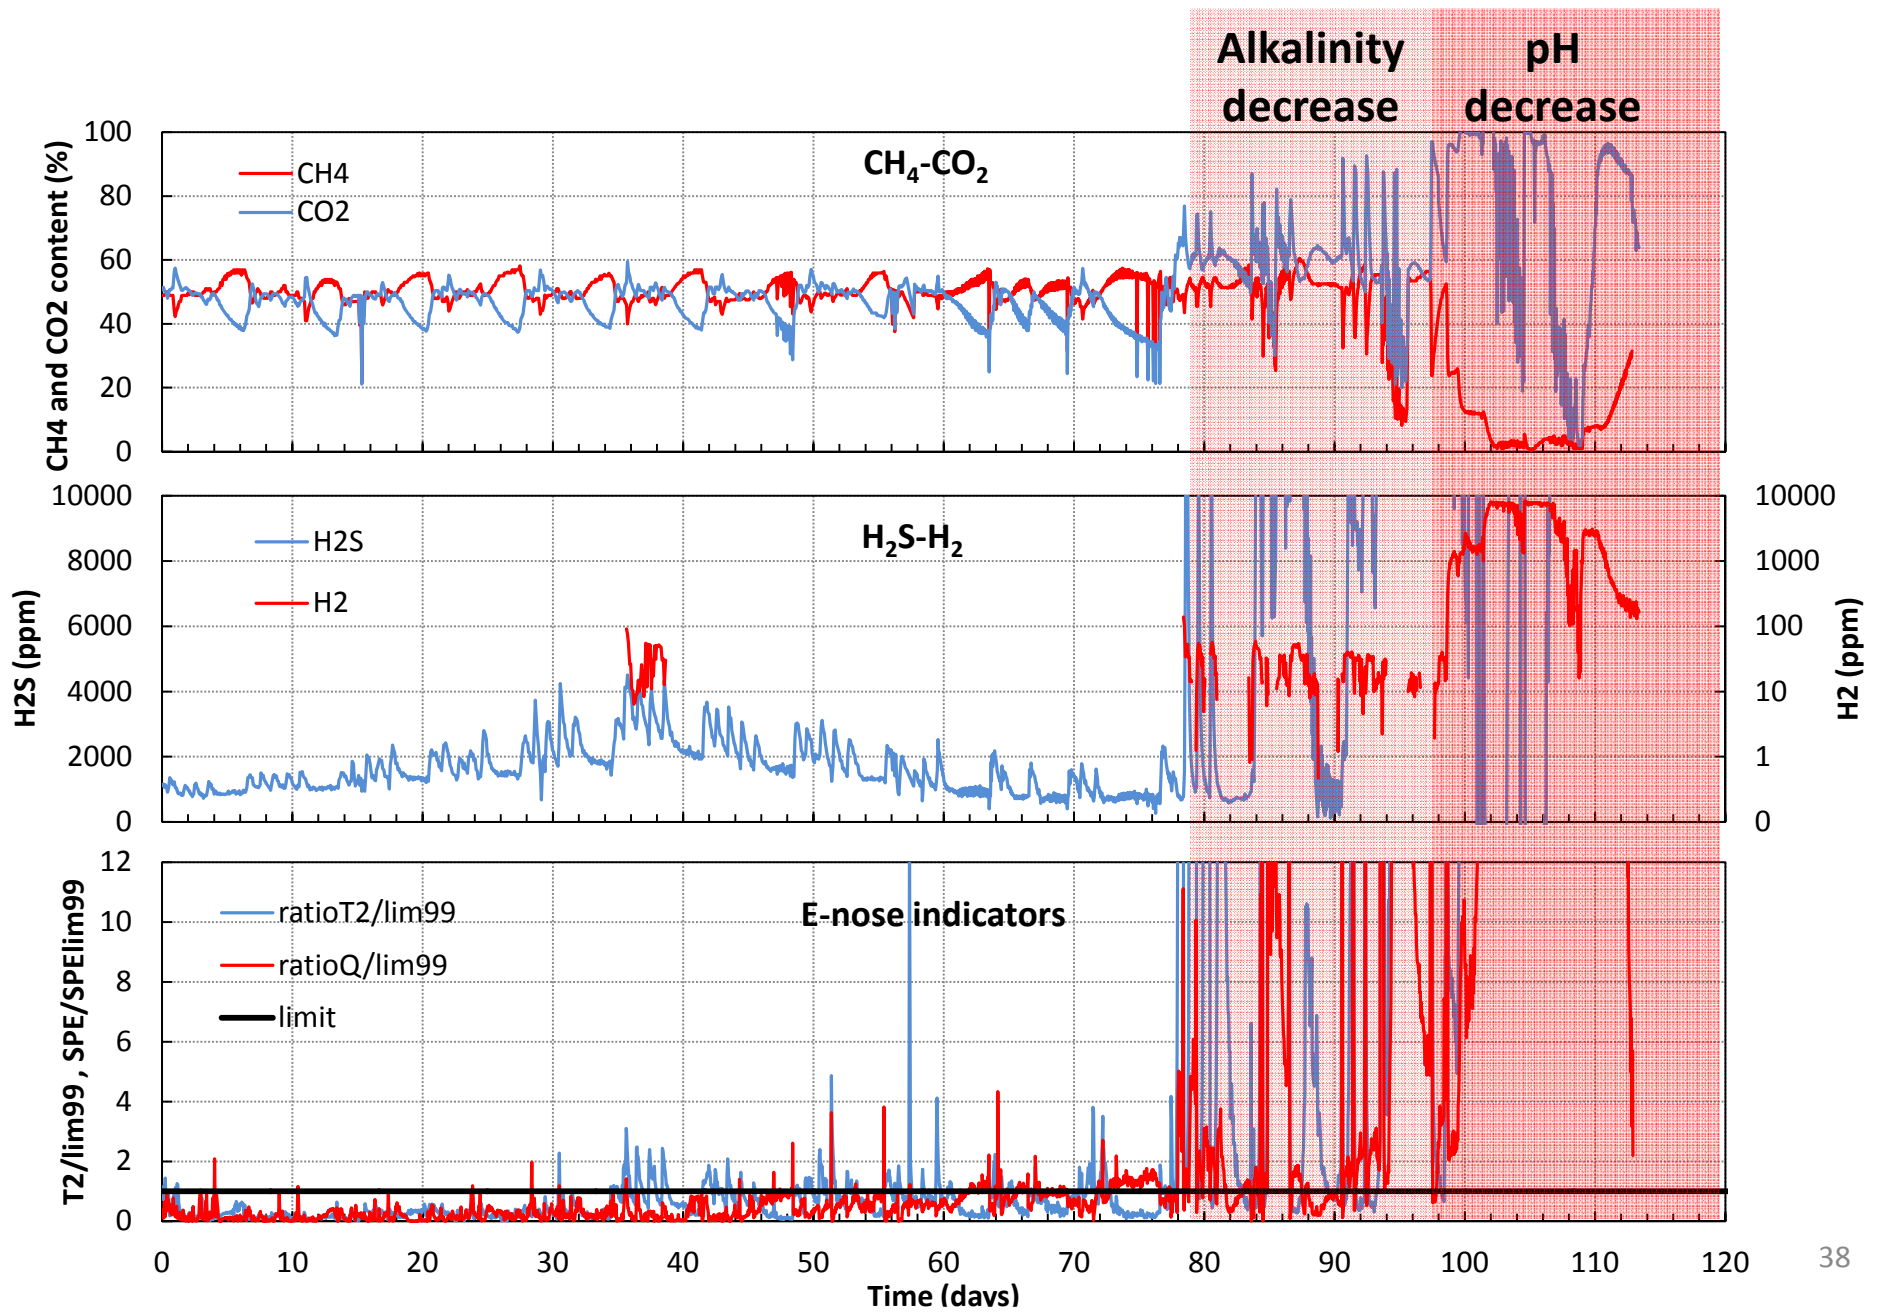 Alkalinity
decrease
pH
decrease
CH4 and CO2 content (%)
100
80
60
40
20
0
CH4
CO2
CH4-CO2
H2S (ppm)
10000
8000
6000
4000
2000
0
H2S
H2
H2S-H2
10000
1000
100
10
1
0
H2 (ppm)
T2/lim99 , SPE/SPElim99
12
10
8
6
4
2
0
ratioT2/lim99
ratioQ/lim99
limit
E-nose indicators
0 10 20 30 40 50 60 70 80 90 100 110 120
Time (days)
38